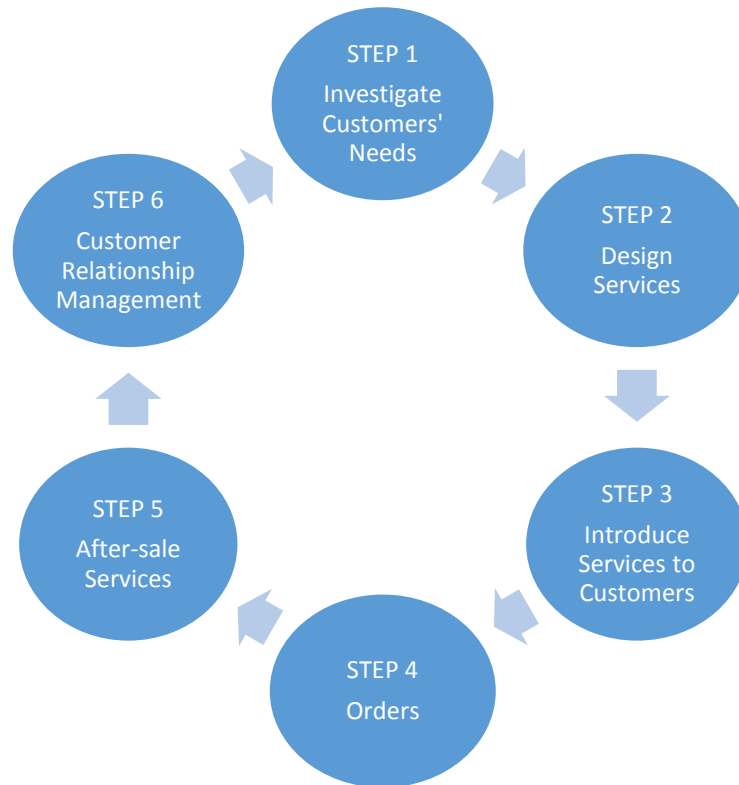 STEP 1
Investigate
Customers'
Needs
STEP 2
Design
Services
STEP 3
Introduce
Services to
Customers
STEP 4
Orders
STEP 5
After-sale
Services
STEP 6
Customer
Relationship
Management